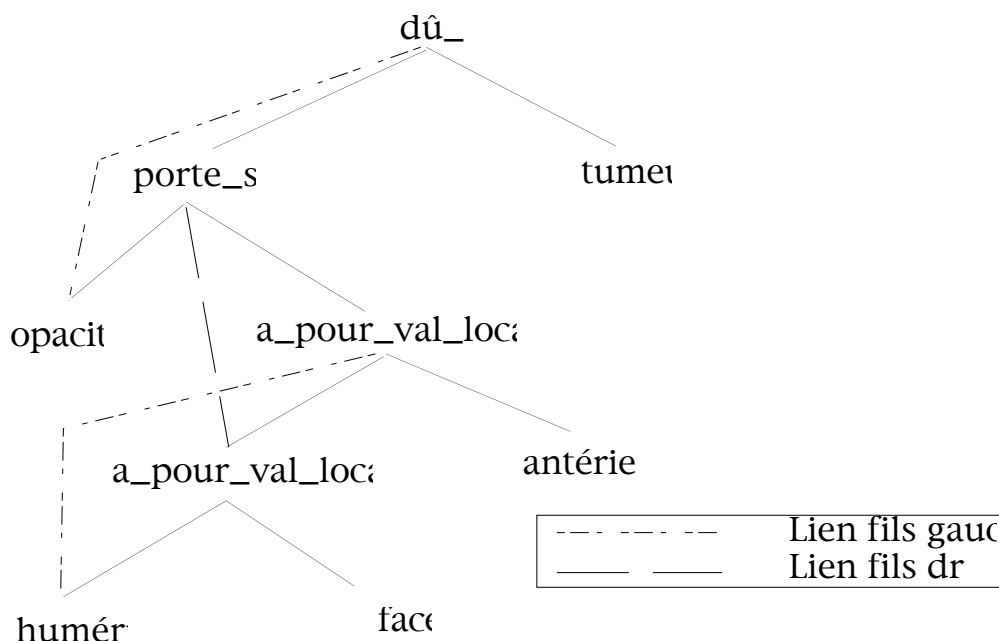 dû_
porte_s
tumeu
opacit
a_pour_val_loca
a_pour_val_loca
antérie
Lien fils gauc
Lien fils dr
humér
face